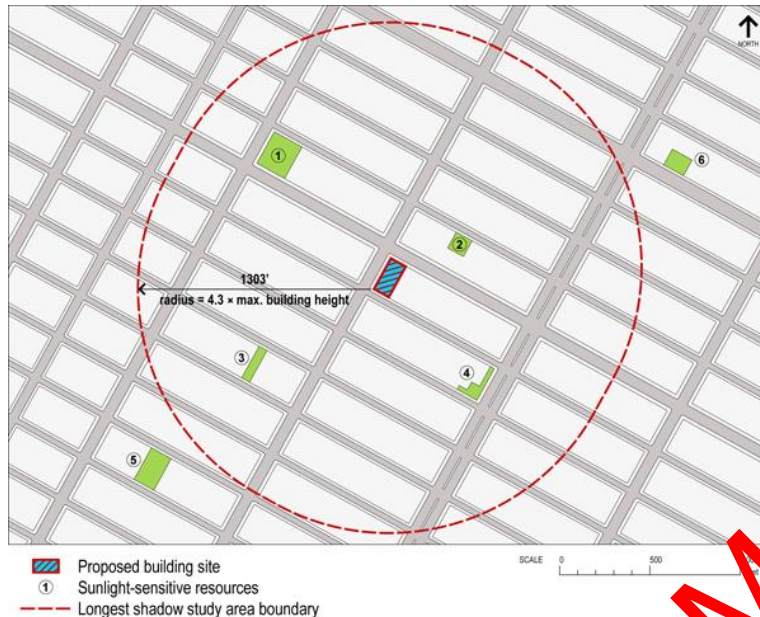 NORTH
①
⑥
②
1303'
radius = 4.3 × max. building height
③
④
⑤
Proposed building site
① Sunlight-sensitive resources
Longest shadow study area boundary
SCALE 0 500